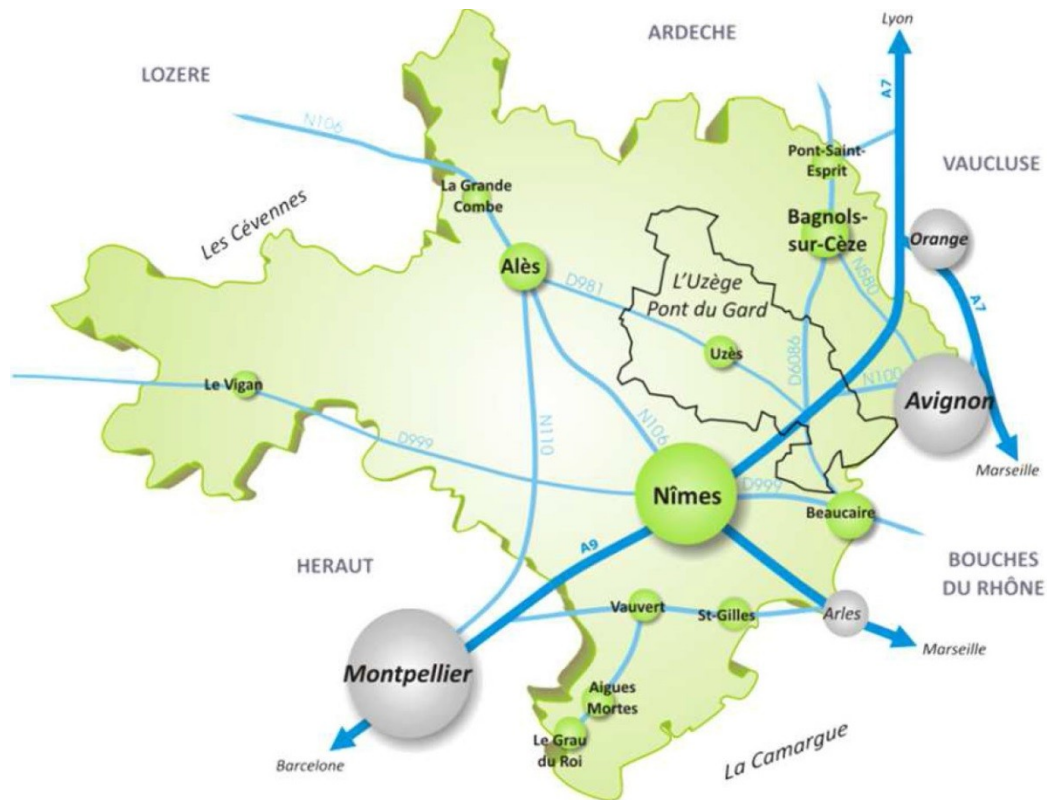 Lyon
ARDECHE
LOZERE
A7
N106
Pont-Saint-
Esprit
VAUCLUSE
La Grande
Combe
Les Cévennes
Bagnols-
sur-Cèze
Orange
Alès
D981
L'Uzège
Pont du Gard
N580
A7
Uzès
D6086
N100
Le Vigan
Avignon
N110
N106
D999
Marseille
Nîmes
D999
Beaucaire
A9
HERAUT
BOUCHES
DU RHÔNE
Vauvert
St-Gilles
Arles
Marseille
Montpellier
Aigues
Mortes
Le Grau
du Roi
La Camargue
Barcelone